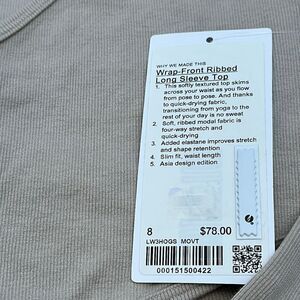 WHY WE MADE THIS
Wrap-Front Ribbed
Long Sleeve Top
1. This softly textured top skims
across your waist as you flow
from pose to pose. And thanks
to quick-drying fabric,
transitioning from yoga to the
rest of your day is no sweat
2. Soft, ribbed modal fabric is
four-way stretch and
quick-drying
3. Added elastane improves stretch
and shape retention
4. Slim fit, waist length
5. Asia design edition
8 $78.00
LW3HOGS MOVT
000151500422